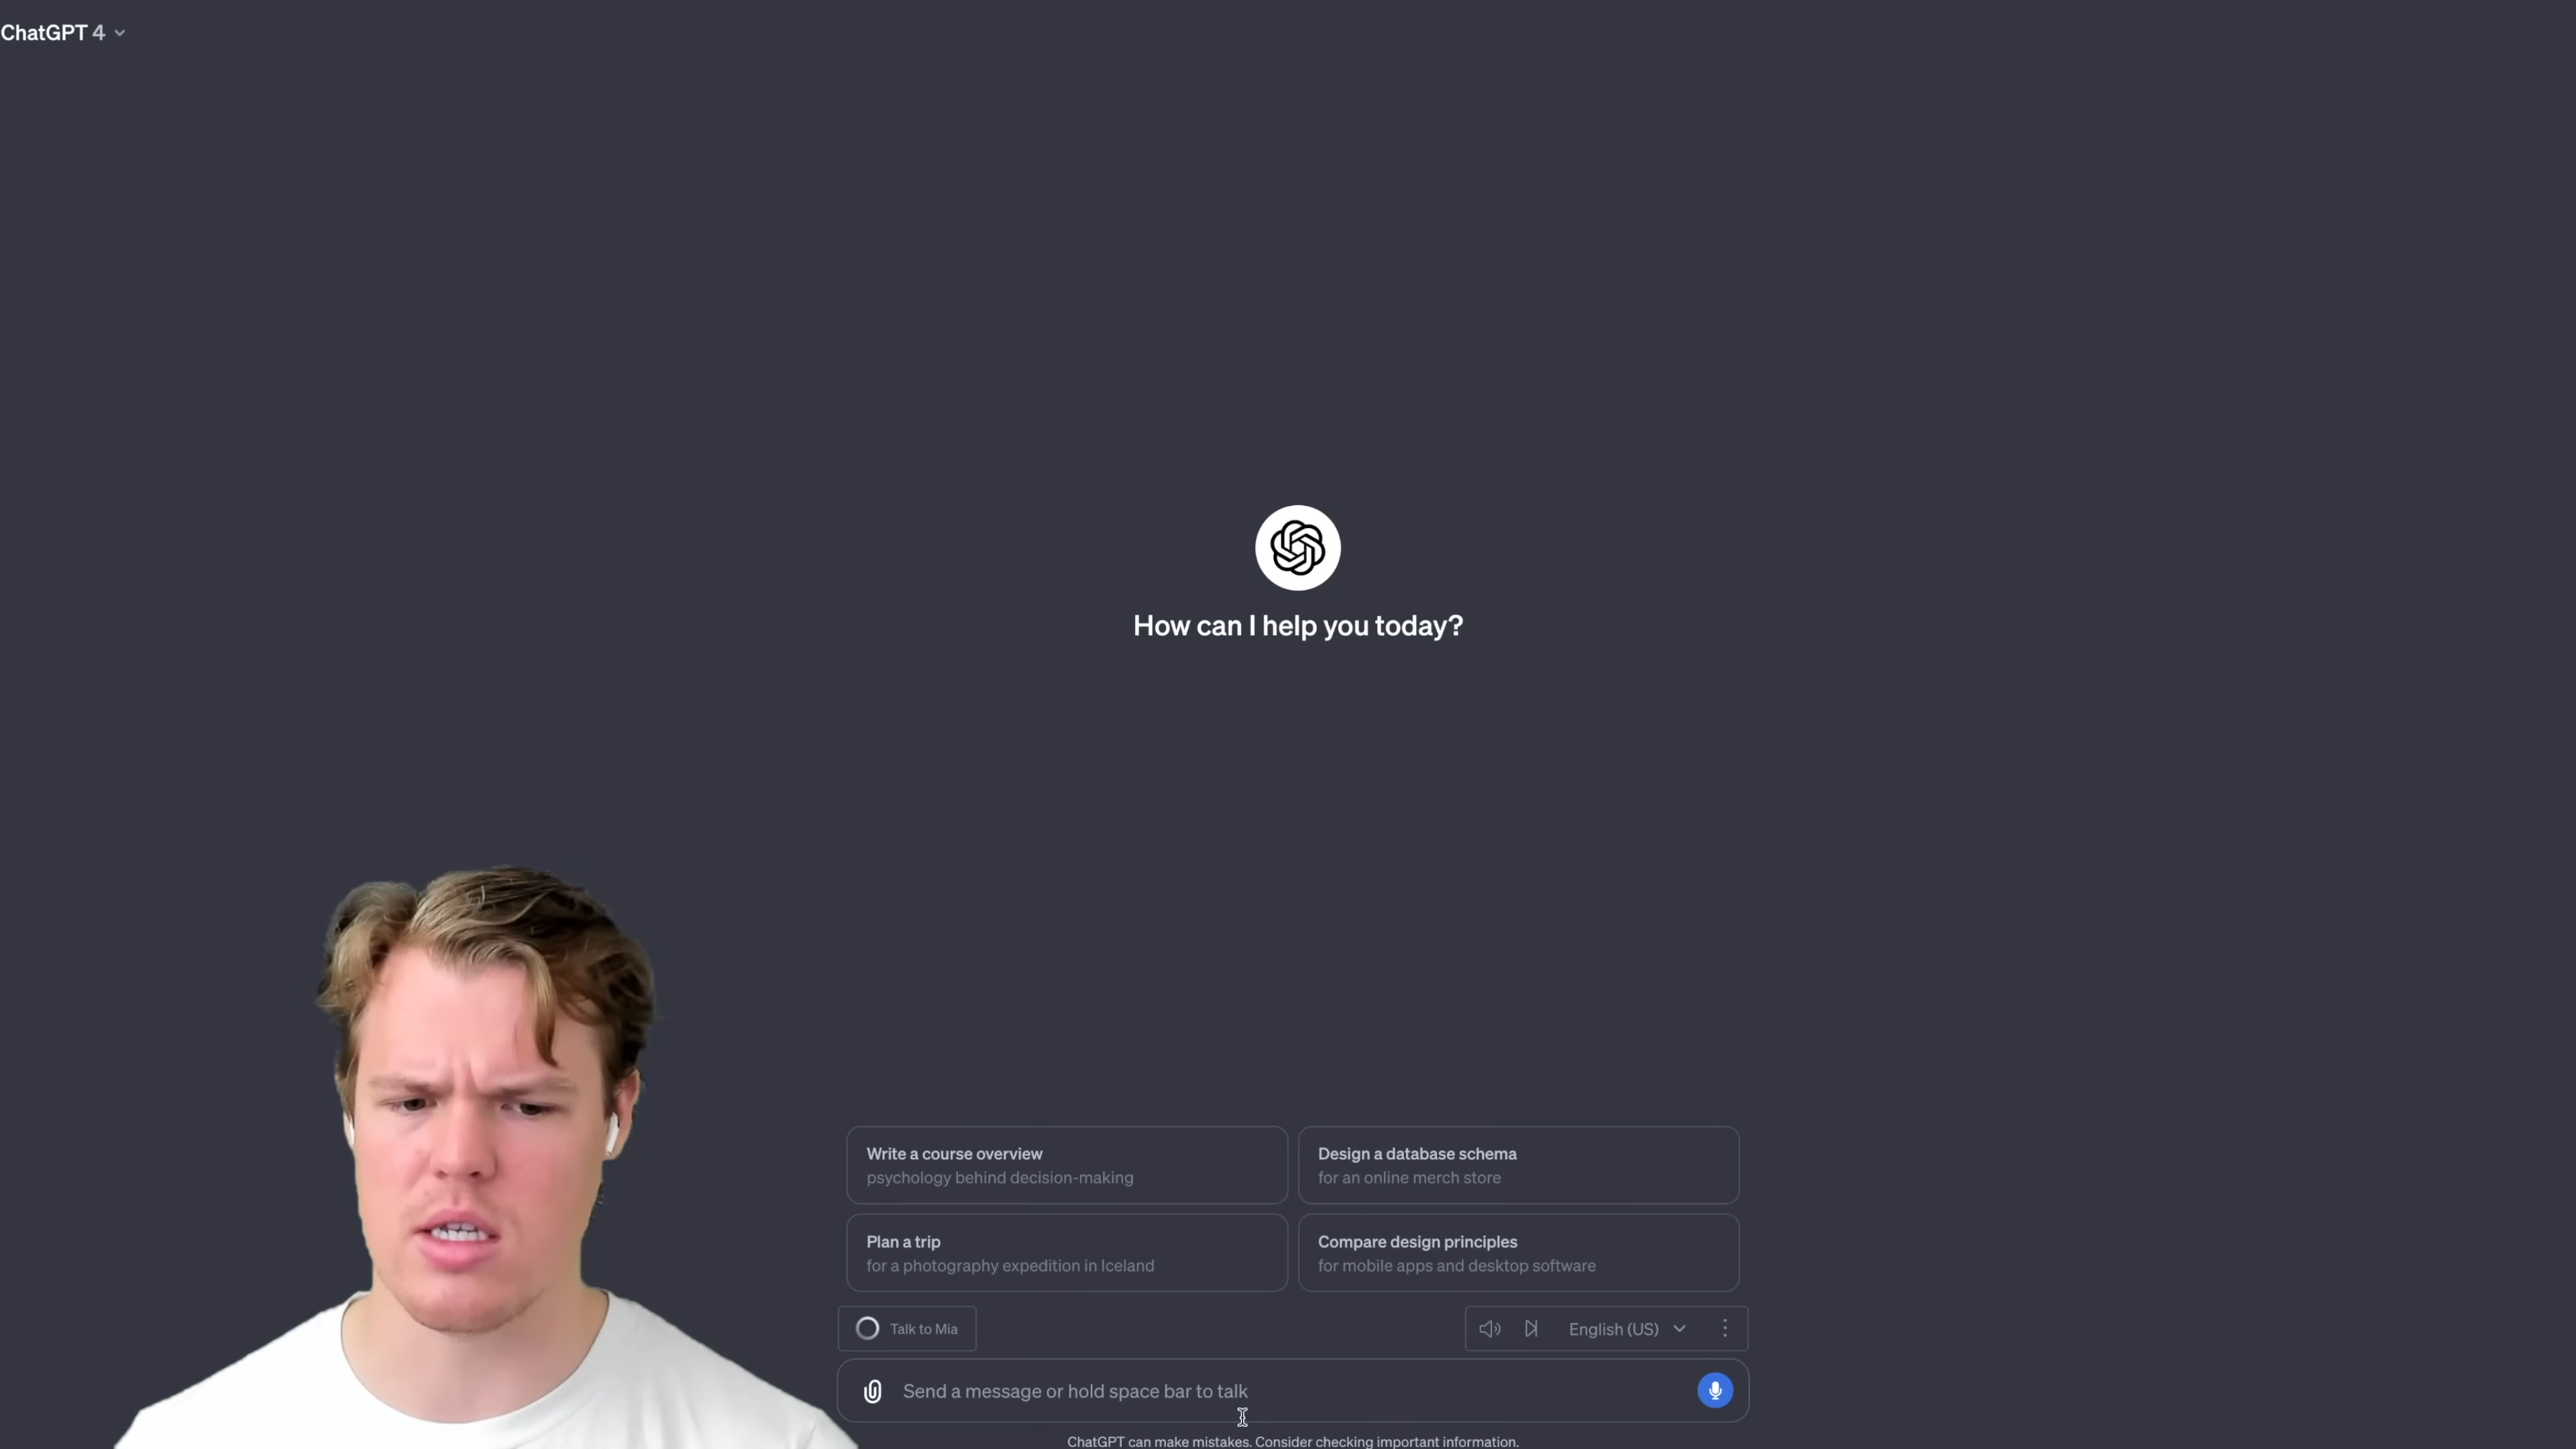 ChatGPT 4
How can I help you today?
Write a course overview
psychology behind decision-making
Design a database schema
for an online merch store
Plan a trip
for a photography expedition in Iceland
Compare design principles
for mobile apps and desktop software
Talk to Mia
English (US)
Send a message or hold space bar to talk
ChatGPT can make mistakes. Consider checking important information.